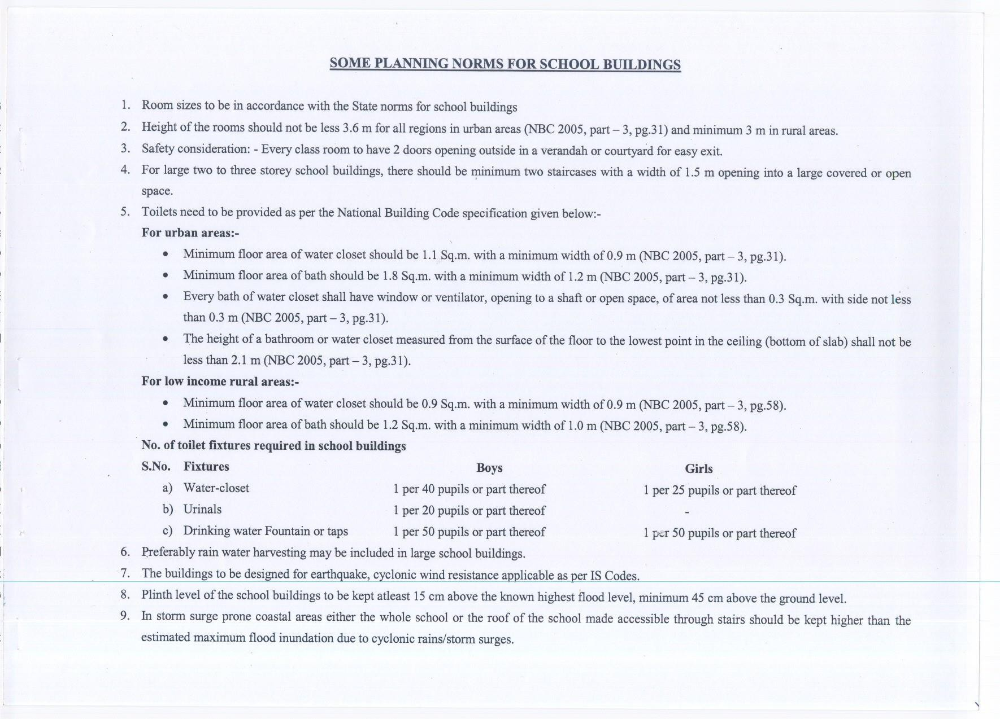 SOME PLANNING NORMS FOR SCHOOL BUILDINGS
1. Room sizes to be in accordance with the State norms for school buildings
2. Height of the rooms should not be less 3.6 m for all regions in urban areas (NBC 2005, part – 3, pg.31) and minimum 3 m in rural areas.
3. Safety consideration: - Every class room to have 2 doors opening outside in a verandah or courtyard for easy exit.
4. For large two to three storey school buildings, there should be minimum two staircases with a width of 1.5 m opening into a large covered or open
space.
5. Toilets need to be provided as per the National Building Code specification given below:-
For urban areas:-
• Minimum floor area of water closet should be 1.1 Sq.m. with a minimum width of 0.9 m (NBC 2005, part – 3, pg.31).
• Minimum floor area of bath should be 1.8 Sq.m. with a minimum width of 1.2 m (NBC 2005, part – 3, pg.31).
• Every bath of water closet shall have window or ventilator, opening to a shaft or open space, of area not less than 0.3 Sq.m. with side not less
than 0.3 m (NBC 2005, part – 3, pg.31).
• The height of a bathroom or water closet measured from the surface of the floor to the lowest point in the ceiling (bottom of slab) shall not be
less than 2.1 m (NBC 2005, part – 3, pg.31).
For low income rural areas:-
• Minimum floor area of water closet should be 0.9 Sq.m. with a minimum width of 0.9 m (NBC 2005, part – 3, pg.58).
• Minimum floor area of bath should be 1.2 Sq.m. with a minimum width of 1.0 m (NBC 2005, part – 3, pg.58).
No. of toilet fixtures required in school buildings
S.No. Fixtures Boys Girls
a) Water-closet 1 per 40 pupils or part thereof 1 per 25 pupils or part thereof
b) Urinals 1 per 20 pupils or part thereof -
c) Drinking water Fountain or taps 1 per 50 pupils or part thereof 1 per 50 pupils or part thereof
6. Preferably rain water harvesting may be included in large school buildings.
7. The buildings to be designed for earthquake, cyclonic wind resistance applicable as per IS Codes.
8. Plinth level of the school buildings to be kept atleast 15 cm above the known highest flood level, minimum 45 cm above the ground level.
9. In storm surge prone coastal areas either the whole school or the roof of the school made accessible through stairs should be kept higher than the
estimated maximum flood inundation due to cyclonic rains/storm surges.